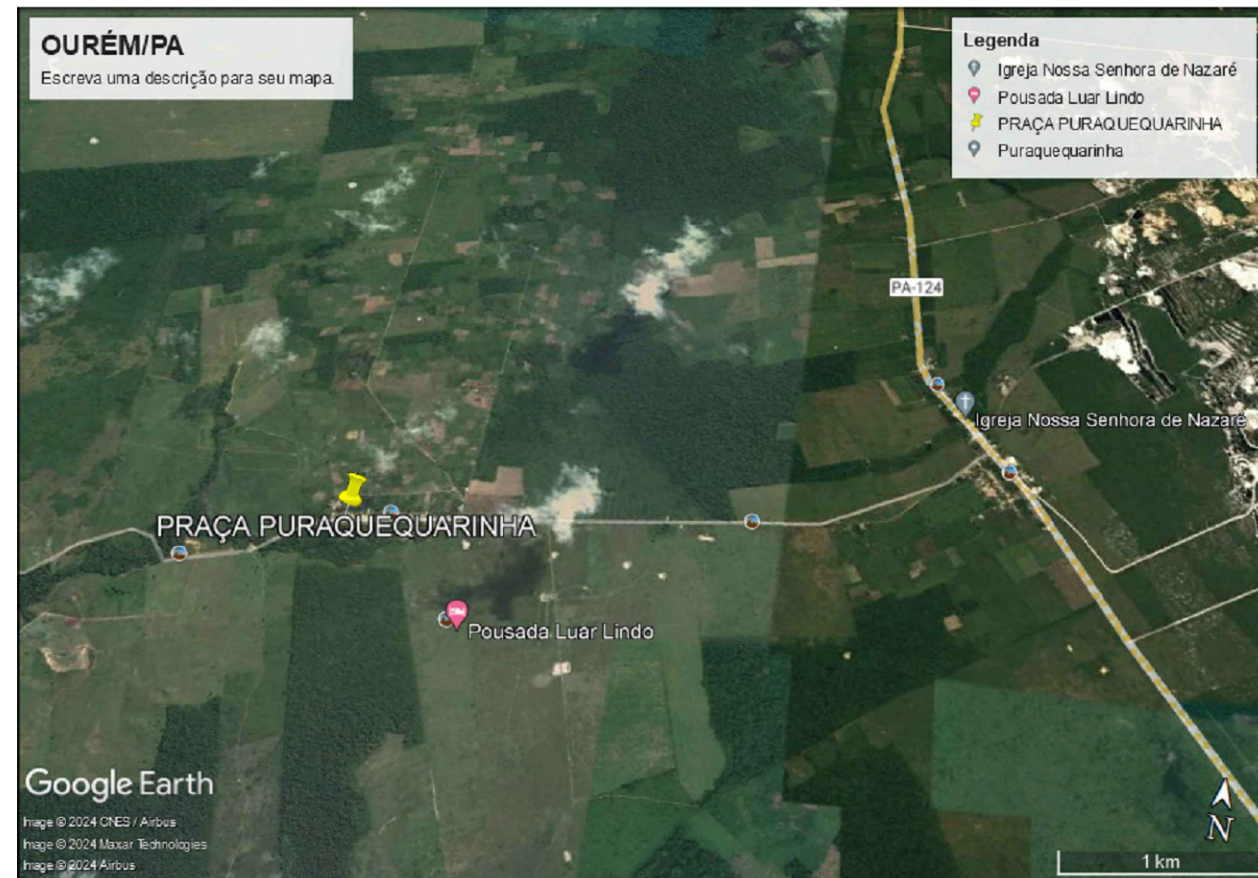 OURÉM/PA
Escreva uma descrição para seu mapa.
Legenda
Igreja Nossa Senhora de Nazaré
Pousada Luar Lindo
PRAÇA PURAQUEQUARINHA
Puraquequarinha
PA-124
Igreja Nossa Senhora de Nazaré
PRAÇA PURAQUEQUARINHA
Pousada Luar Lindo
Google Earth
Image © 2024 CNES / Airbus
Image © 2024 Maxar Technologies
Image © 2024 Airbus
N
1 km